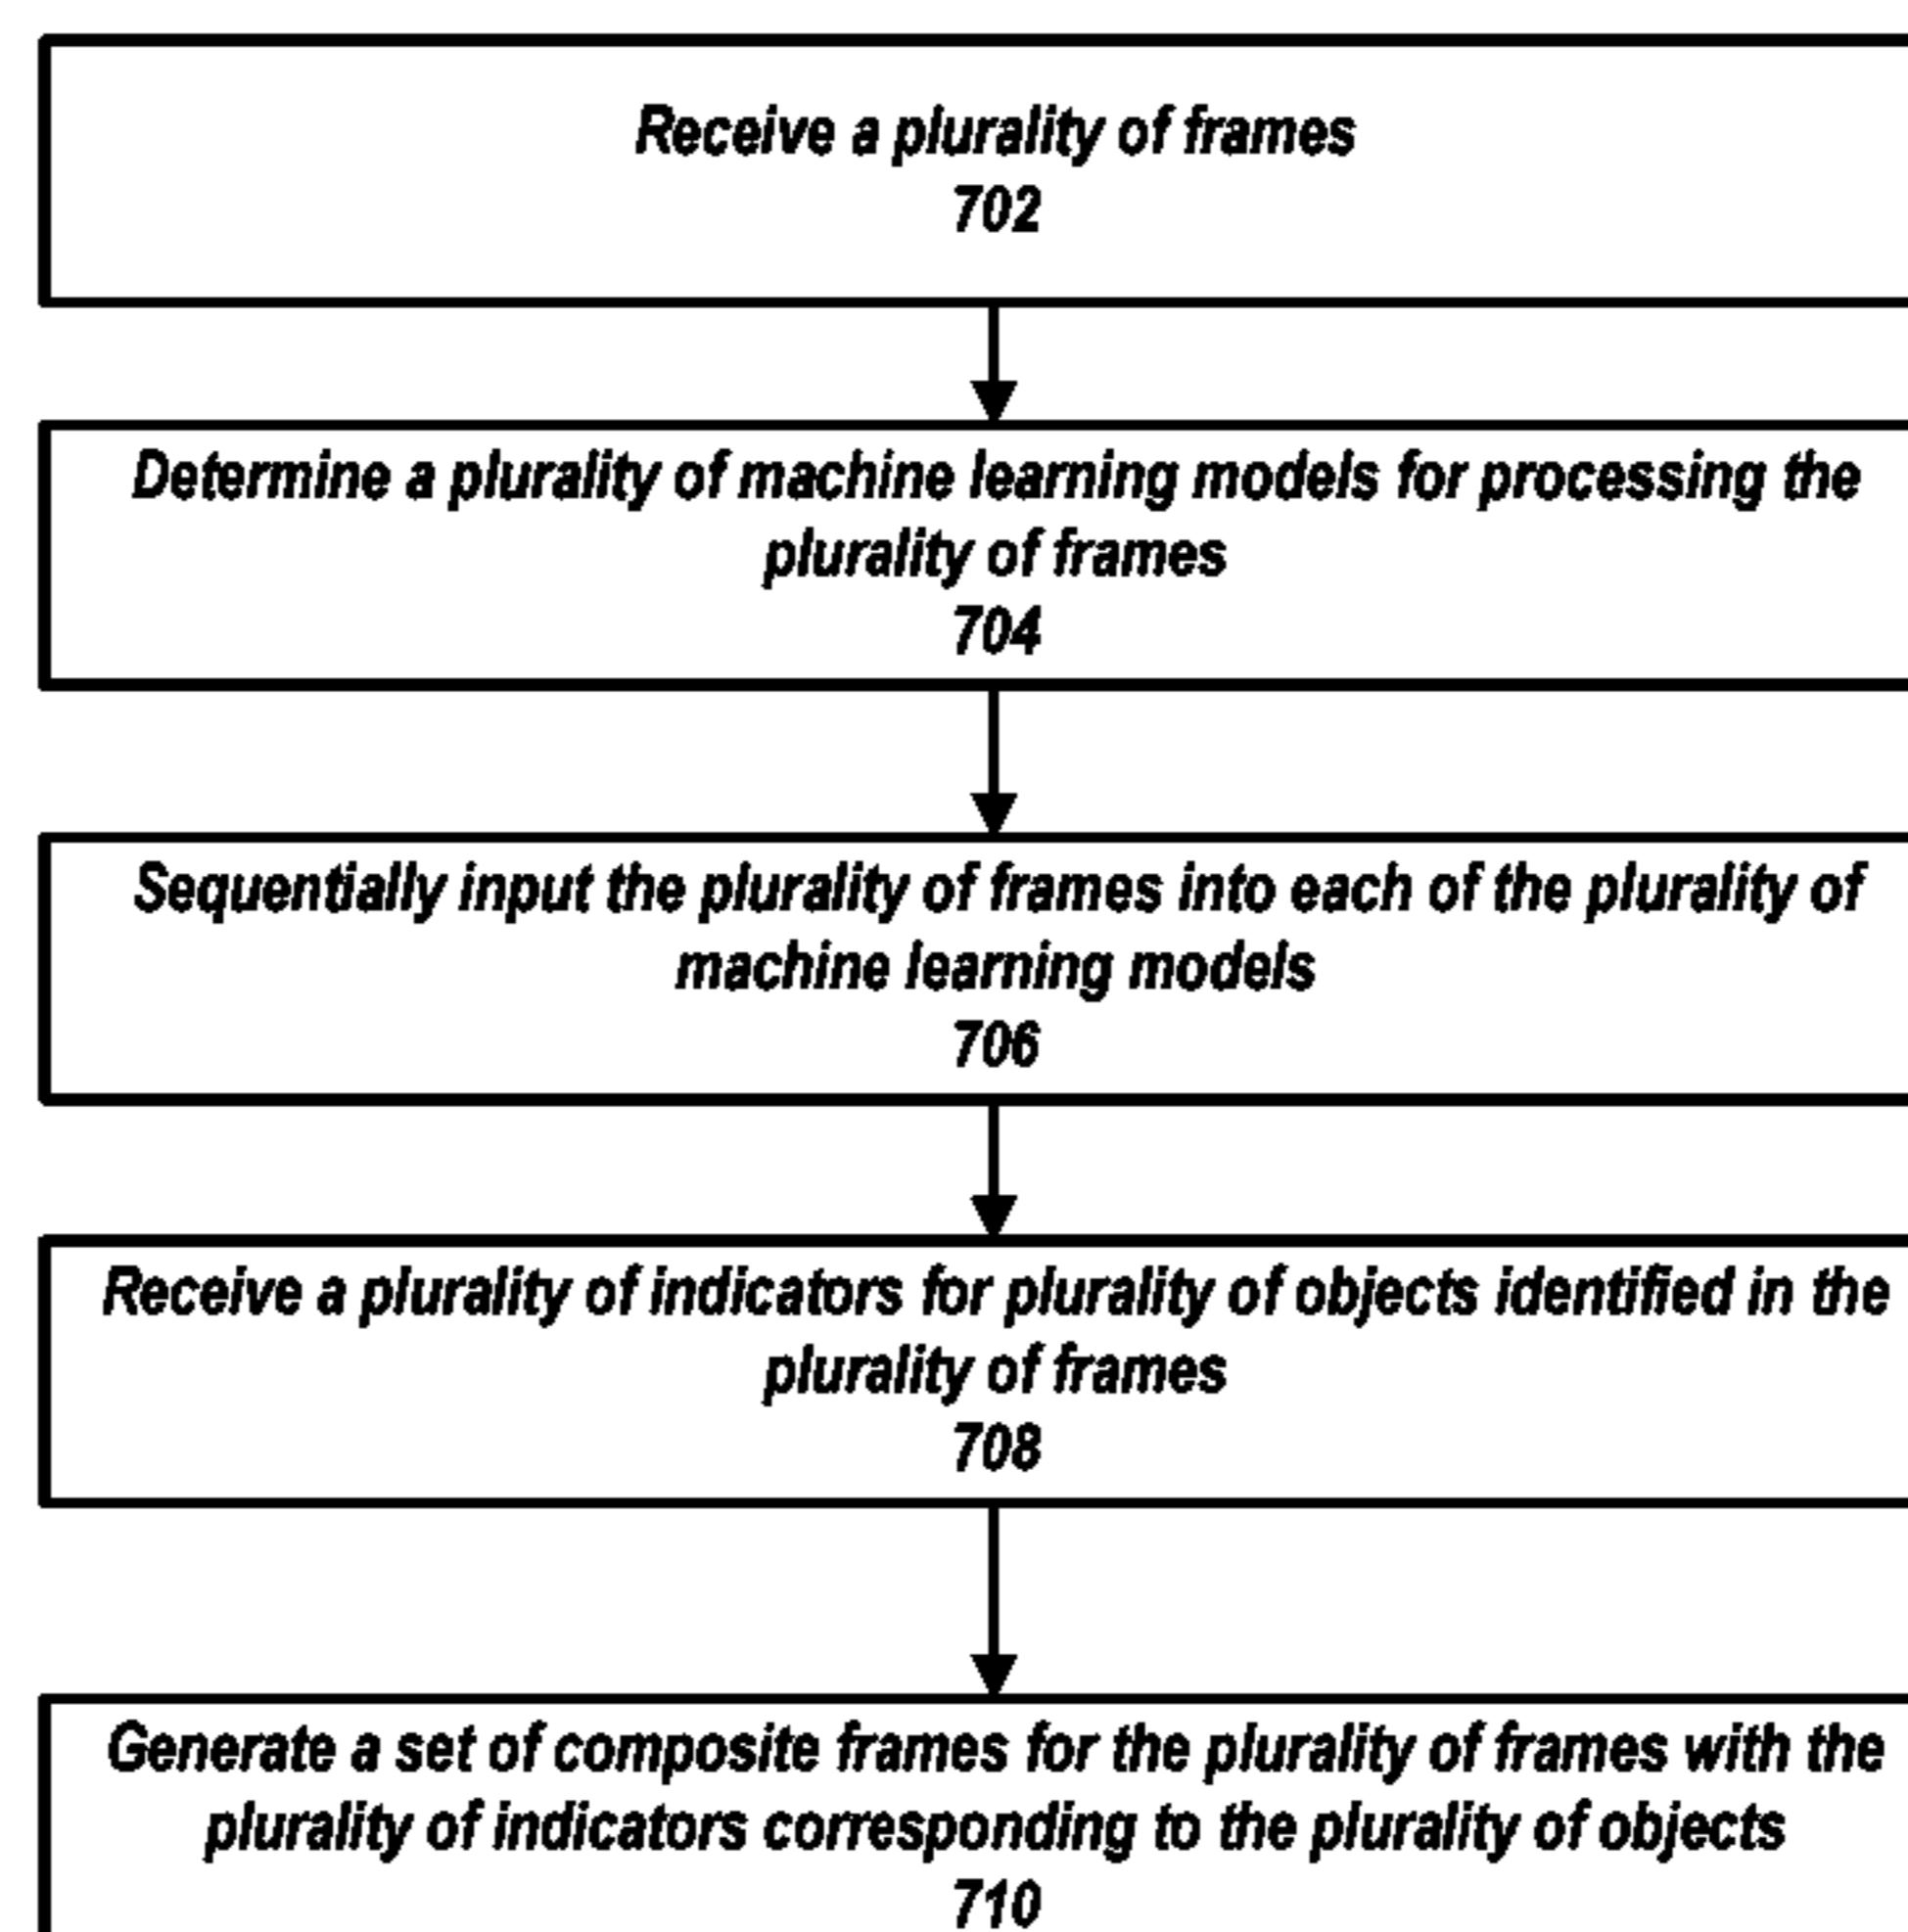 Receive a plurality of frames
702
Determine a plurality of machine learning models for processing the
plurality of frames
704
Sequentially input the plurality of frames into each of the plurality of
machine learning models
706
Receive a plurality of indicators for plurality of objects identified in the
plurality of frames
708
Generate a set of composite frames for the plurality of frames with the
plurality of indicators corresponding to the plurality of objects
710